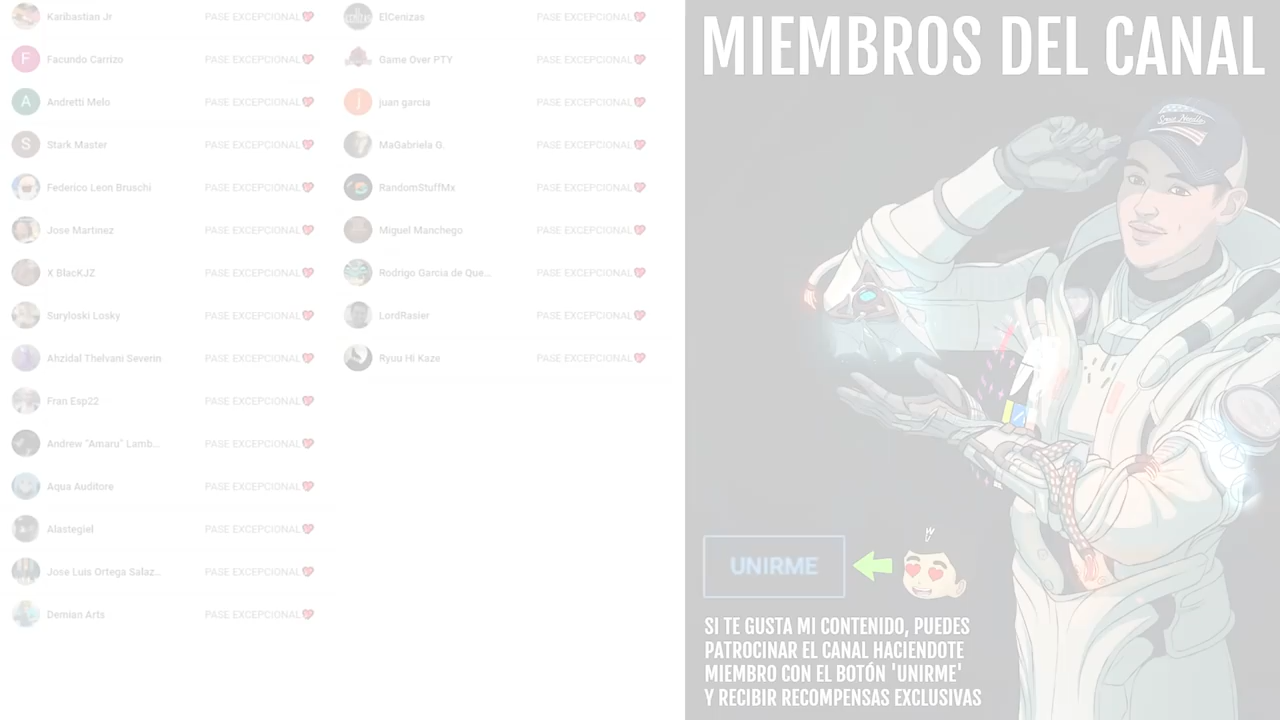 Karibastian Jr PASE EXCEPCIONAL
F Facundo Carrizo PASE EXCEPCIONAL
A Andretti Melo PASE EXCEPCIONAL
S Stark Master PASE EXCEPCIONAL
Federico Leon Bruschi PASE EXCEPCIONAL
Jose Martinez PASE EXCEPCIONAL
X BlacKJZ PASE EXCEPCIONAL
Suryloski Losky PASE EXCEPCIONAL
Ahzidal Thelvani Severin PASE EXCEPCIONAL
Fran Esp22 PASE EXCEPCIONAL
Andrew "Amaru" Lamb... PASE EXCEPCIONAL
Aqua Auditore PASE EXCEPCIONAL
Alastegiel PASE EXCEPCIONAL
Jose Luis Ortega Salaz... PASE EXCEPCIONAL
Demian Arts PASE EXCEPCIONAL
ElCenizas PASE EXCEPCIONAL
Game Over PTY PASE EXCEPCIONAL
j juan garcia PASE EXCEPCIONAL
MaGabriela G. PASE EXCEPCIONAL
RandomStuffMx PASE EXCEPCIONAL
Miguel Manchego PASE EXCEPCIONAL
Rodrigo Garcia de Que... PASE EXCEPCIONAL
LordRasier PASE EXCEPCIONAL
Ryuu Hi Kaze PASE EXCEPCIONAL
MIEMBROS DEL CANAL
UNIRME
SI TE GUSTA MI CONTENIDO, PUEDES
PATROCINAR EL CANAL HACIENDOTE
MIEMBRO CON EL BOTÓN 'UNIRME'
Y RECIBIR RECOMPENSAS EXCLUSIVAS